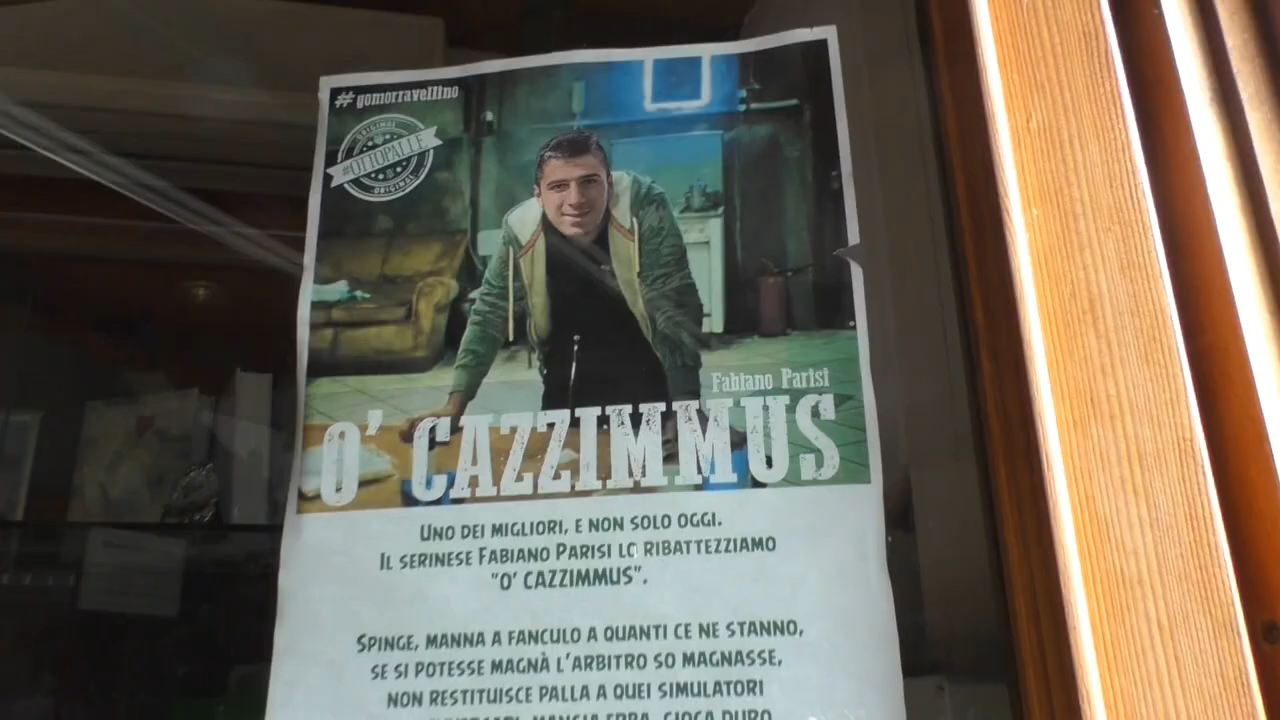 #gomorravellino
ORIGINAL
#OTTOPALLE
ORIGINAL
Fabiano Parisi
O' CAZZIMMUS
UNO DEI MIGLIORI, E NON SOLO OGGI.
IL SERINESE FABIANO PARISI LO RIBATTEZZIAMO
"O' CAZZIMMUS".
SPINGE, MANNA A FANCULO A QUANTI CE NE STANNO,
SE SI POTESSE MAGNÀ L'ARBITRO SO MAGNASSE,
NON RESTITUISCE PALLA A QUEI SIMULATORI
MANGIA ERBA, GIOCA DURO